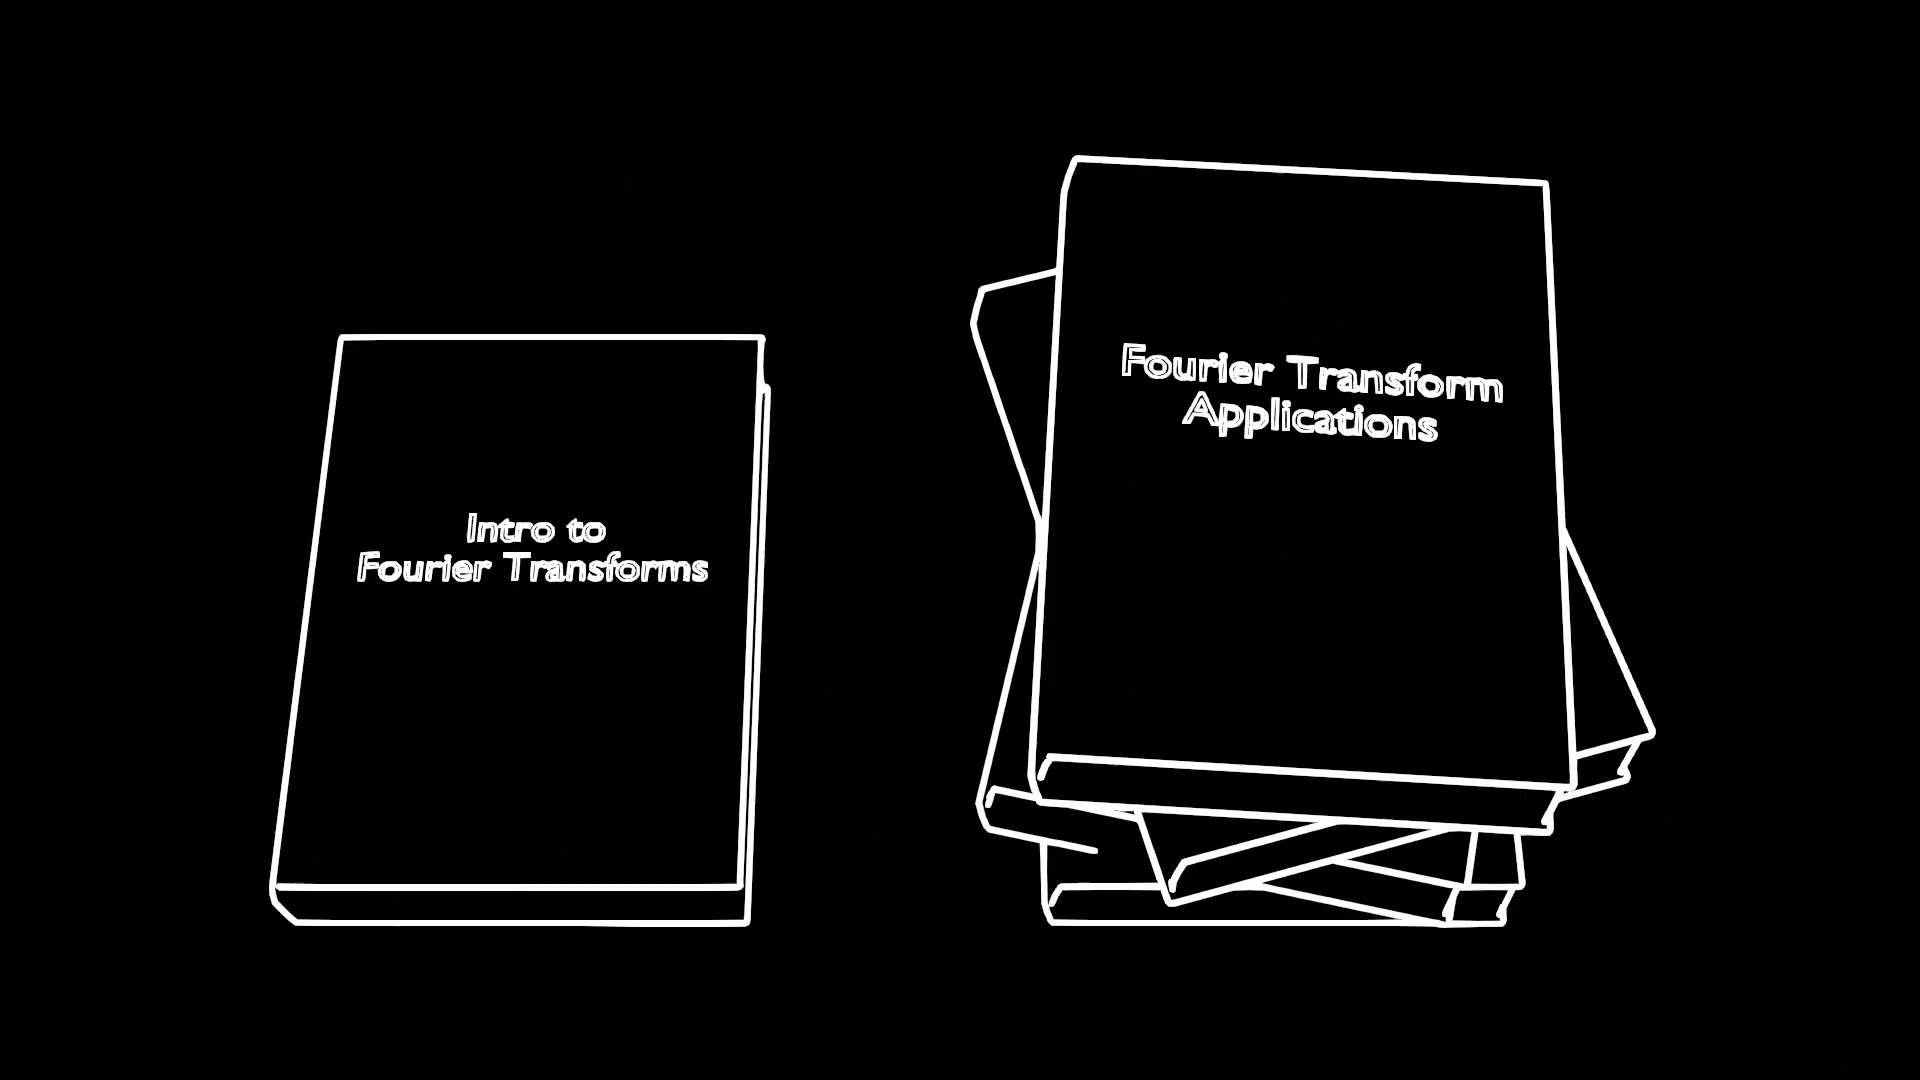 Intro to
Fourier Transforms
Fourier Transform
Applications